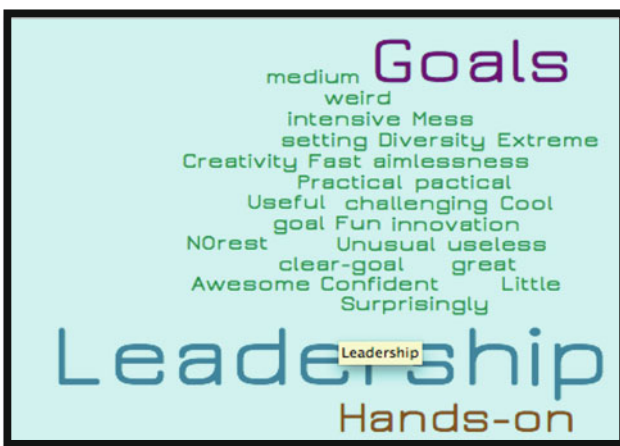 medium Goals
weird
intensive Mess
setting Diversity Extreme
Creativity Fast aimlessness
Practical pactical
Useful challenging Cool
goal Fun innovation
N0rest Unusual useless
clear-goal great
Awesome Confident Little
Surprisingly
Leadership
Leadership
Hands-on